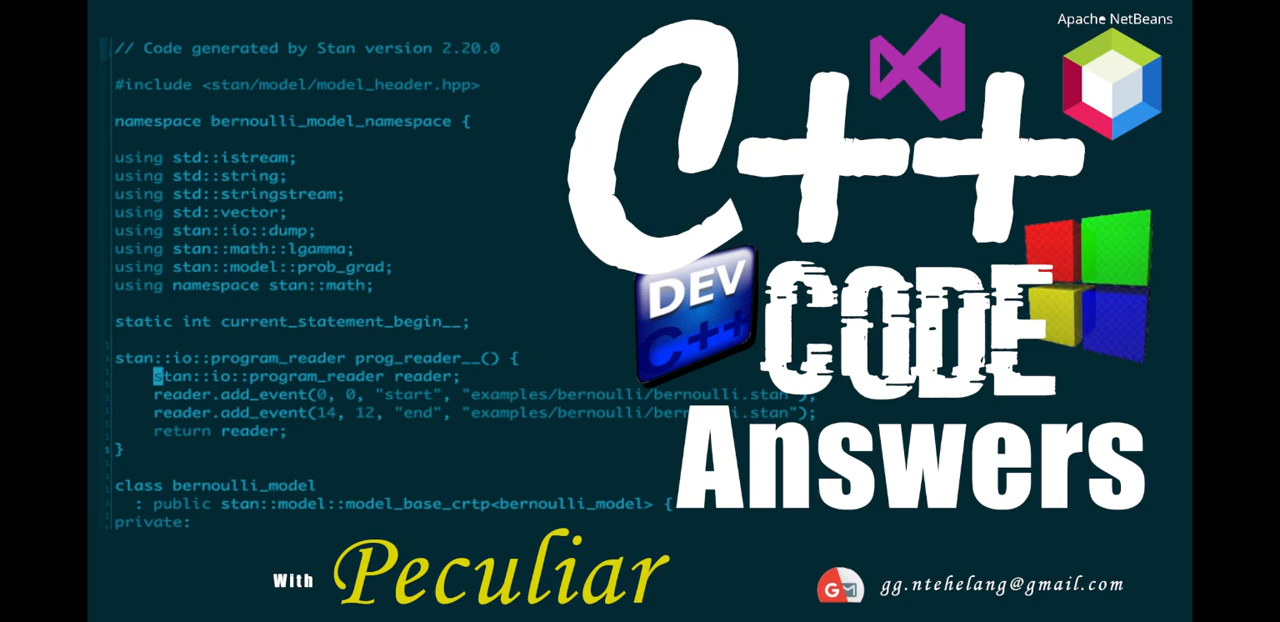 // Code generated by Stan version 2.20.0
#include <stan/model/model_header.hpp>
namespace bernoulli_model_namespace {
using std::istream;
using std::string;
using std::stringstream;
using std::vector;
using stan::io::dump;
using stan::math::lgamma;
using stan::model::prob_grad;
using namespace stan::math;
static int current_statement_begin__;
stan::io::program_reader prog_reader__() {
stan::io::program_reader reader;
reader.add_event(0, 0, "start", "examples/bernoulli/bernoulli.stan");
reader.add_event(14, 12, "end", "examples/bernoulli/bernoulli.stan");
return reader;
}
class bernoulli_model
: public stan::model::model_base_crtp<bernoulli_model> {
private:
Apache NetBeans
C++
DEV
C++
CODE
Answers
With Peculiar
G
gg.ntehelang@gmail.com